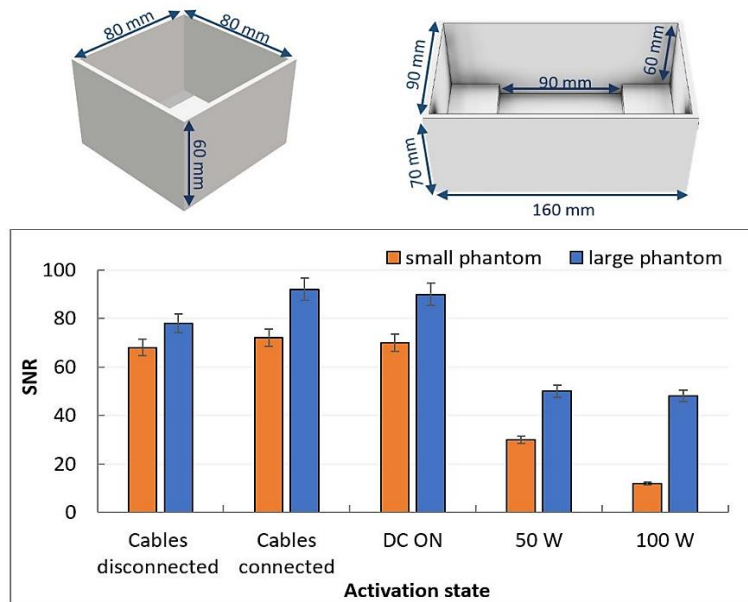 80 mm
80 mm
60 mm
90 mm
90 mm
60 mm
70 mm
160 mm
small phantom
large phantom
100
80
60
40
20
0
SNR
Cables disconnected
Cables connected
DC ON
50 W
100 W
Activation state